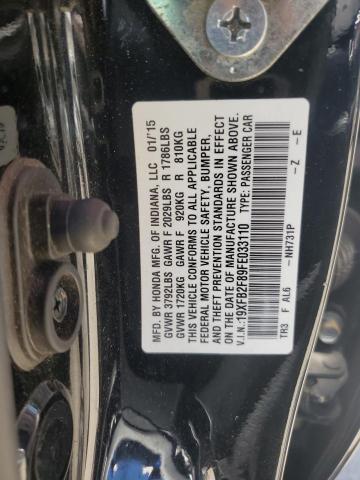 MFD. BY HONDA MFG. OF INDIANA, LLC 01/15
GVWR 3792LBS GAWR F 2029LBS R 1786LBS
GVWR 1720KG GAWR F 920KG R 810KG
THIS VEHICLE CONFORMS TO ALL APPLICABLE
FEDERAL MOTOR VEHICLE SAFETY, BUMPER,
AND THEFT PREVENTION STANDARDS IN EFFECT
ON THE DATE OF MANUFACTURE SHOWN ABOVE.
V.I.N.:19XFB2F89FE033110 TYPE: PASSENGER CAR
TR3 F AL6 -NH731P -Z -E